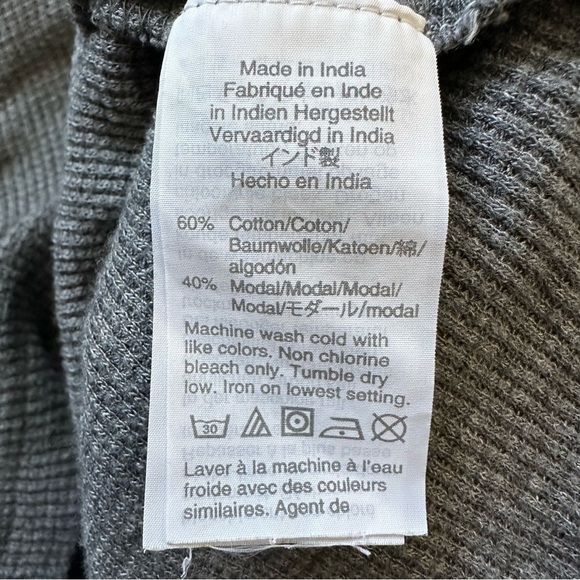 Made in India
Fabriqué en Inde
in Indien Hergestellt
Vervaardigd in India
インド製
Hecho en India
60% Cotton/Coton/
Baumwolle/Katoen/綿/
algodón
40% Modal/Modal/Modal/
Modal/モダール/modal
Machine wash cold with
like colors. Non chlorine
bleach only. Tumble dry
low. Iron on lowest setting.
30
Laver à la machine à l'eau
froide avec des couleurs
similaires. Agent de